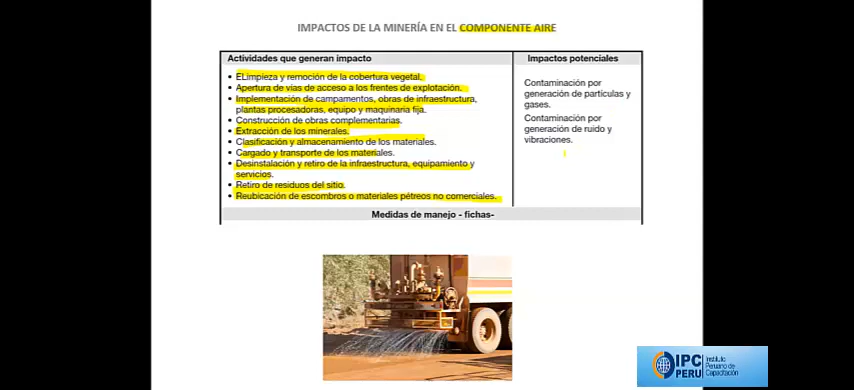 IMPACTOS DE LA MINERÍA EN EL COMPONENTE AIRE
Actividades que generan impacto
• ELimpieza y remoción de la cobertura vegetal.
• Apertura de vías de acceso a los frentes de explotación.
• Implementación de campamentos, obras de infraestructura,
plantas procesadoras, equipo y maquinaria fija.
• Construcción de obras complementarias.
• Extracción de los minerales.
• Clasificación y almacenamiento de los materiales.
• Cargado y transporte de los materiales.
• Desinstalación y retiro de la infraestructura, equipamiento y
servicios.
• Retiro de residuos del sitio.
• Reubicación de escombros o materiales pétreos no comerciales.
Impactos potenciales
Contaminación por
generación de partículas y
gases.
Contaminación por
generación de ruido y
vibraciones.
Medidas de manejo - fichas-
IPC
PERU
Instituto
Peruano de
Capacitación